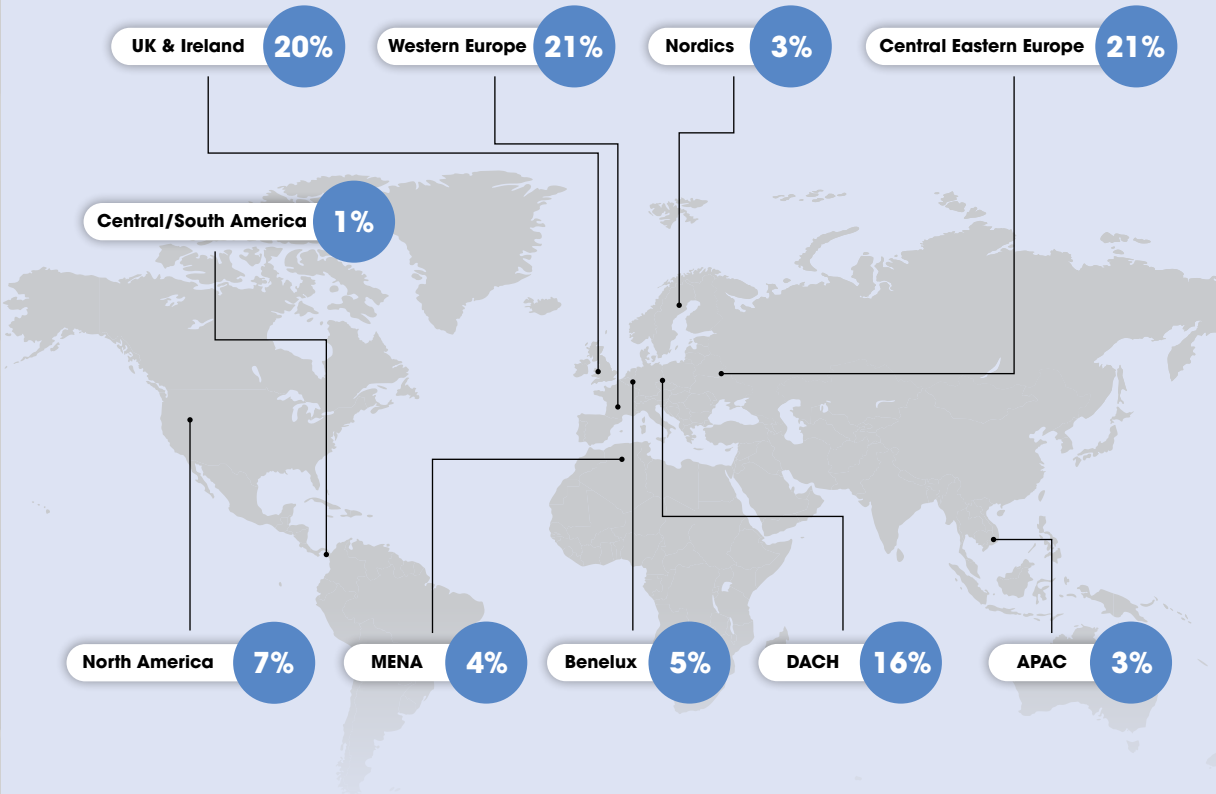 UK & Ireland 20%
Western Europe 21%
Nordics 3%
Central Eastern Europe 21%
Central/South America 1%
North America 7%
MENA 4%
Benelux 5%
DACH 16%
APAC 3%